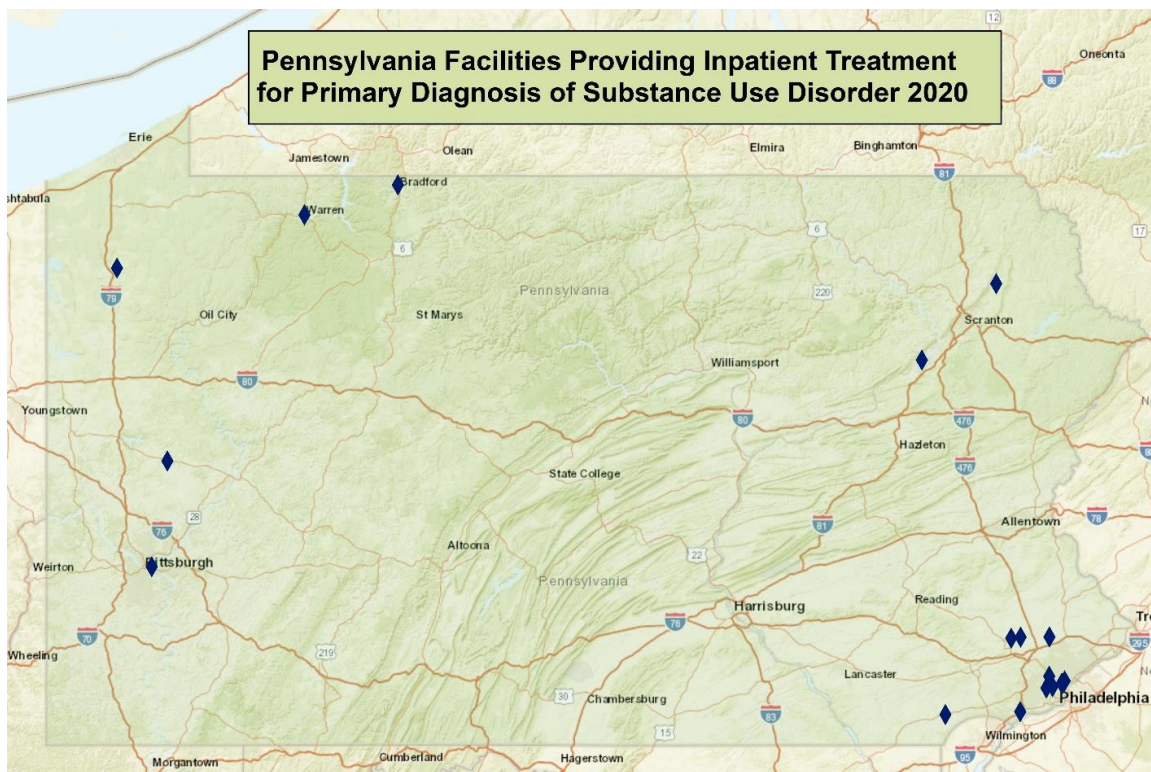 Pennsylvania Facilities Providing Inpatient Treatment
for Primary Diagnosis of Substance Use Disorder 2020
12
Oneonta
88
Erie
Jamestown
Olean
Elmira
Binghamton
81
shtabula
Bradford
Warren
17
6
6
79
Pennsylvania
220
Oil City
St Marys
Scranton
Williamsport
80
Youngstown
80
476
Hazleton
State College
476
28
76
81
Allentown
78
Weirton
Pittsburgh
Altoona
22
Pennsylvania
Reading
Harrisburg
76
Tre
70
295
Wheeling
219
Lancaster
30
Chambersburg
Philadelphia
83
15
Wilmington
Morgantown
Cumberland
Hagerstown
95